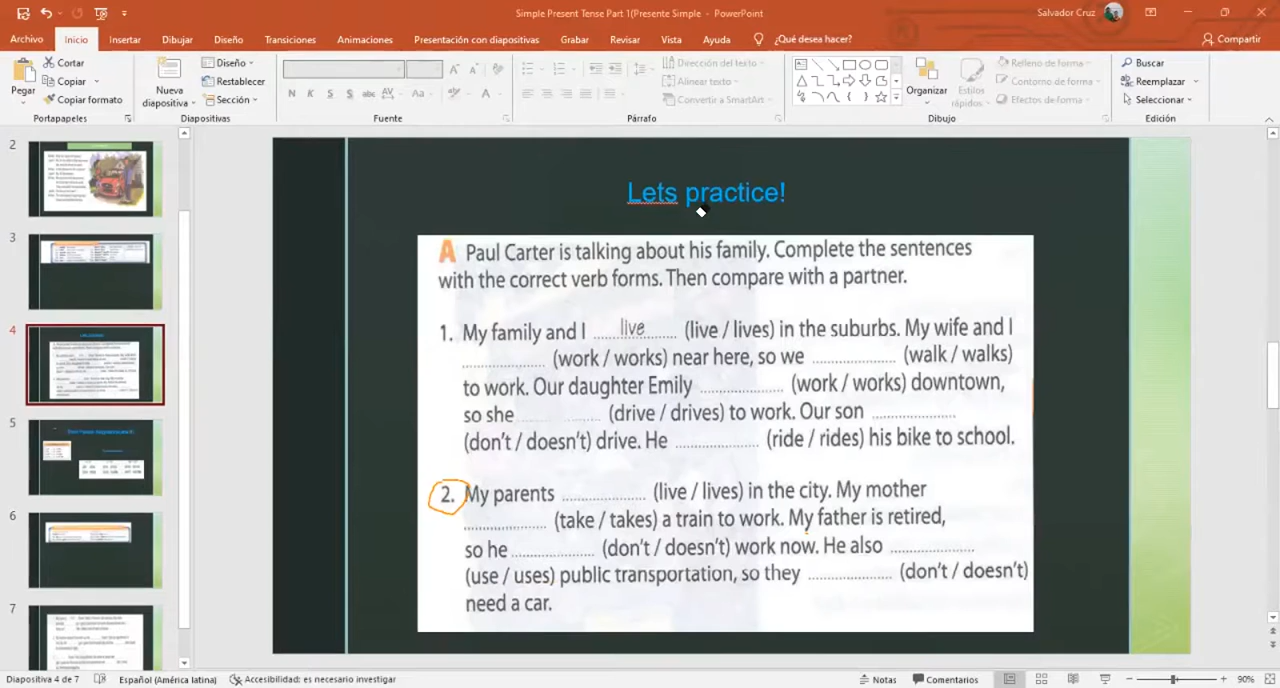 Simple Present Tense Part 1(Presente Simple - PowerPoint
Salvador Cruz
Archivo Inicio Insertar Dibujar Diseño Transiciones Animaciones Presentación con diapositivas Grabar Revisar Vista Ayuda ¿Qué desea hacer? Compartir
Pegar
Cortar
Copiar
Copiar formato
Portapapeles
Nueva
diapositiva
Diseño
Restablecer
Sección
Diapositivas
N K S S abc AV Aa A
Fuente
Dirección del texto
Alinear texto
Convertir a SmartArt
Párrafo
Organizar
Estilos
rápidos
Relleno de forma
Contorno de forma
Efectos de forma
Dibujo
Buscar
Reemplazar
Seleccionar
Edición
2
3
4
5
6
7
Lets practice!
A Paul Carter is talking about his family. Complete the sentences
with the correct verb forms. Then compare with a partner.
1. My family and I ....live.... (live / lives) in the suburbs. My wife and I
.................. (work / works) near here, so we .................. (walk / walks)
to work. Our daughter Emily .................. (work / works) downtown,
so she .................. (drive / drives) to work. Our son ..................
(don't / doesn't) drive. He .................. (ride / rides) his bike to school.
2. My parents .................. (live / lives) in the city. My mother
.................. (take / takes) a train to work. My father is retired,
so he .................. (don't / doesn't) work now. He also ..................
(use / uses) public transportation, so they .................. (don't / doesn't)
need a car.
Diapositiva 4 de 7 Español (América latina) Accesibilidad: es necesario investigar Notas Comentarios 90%